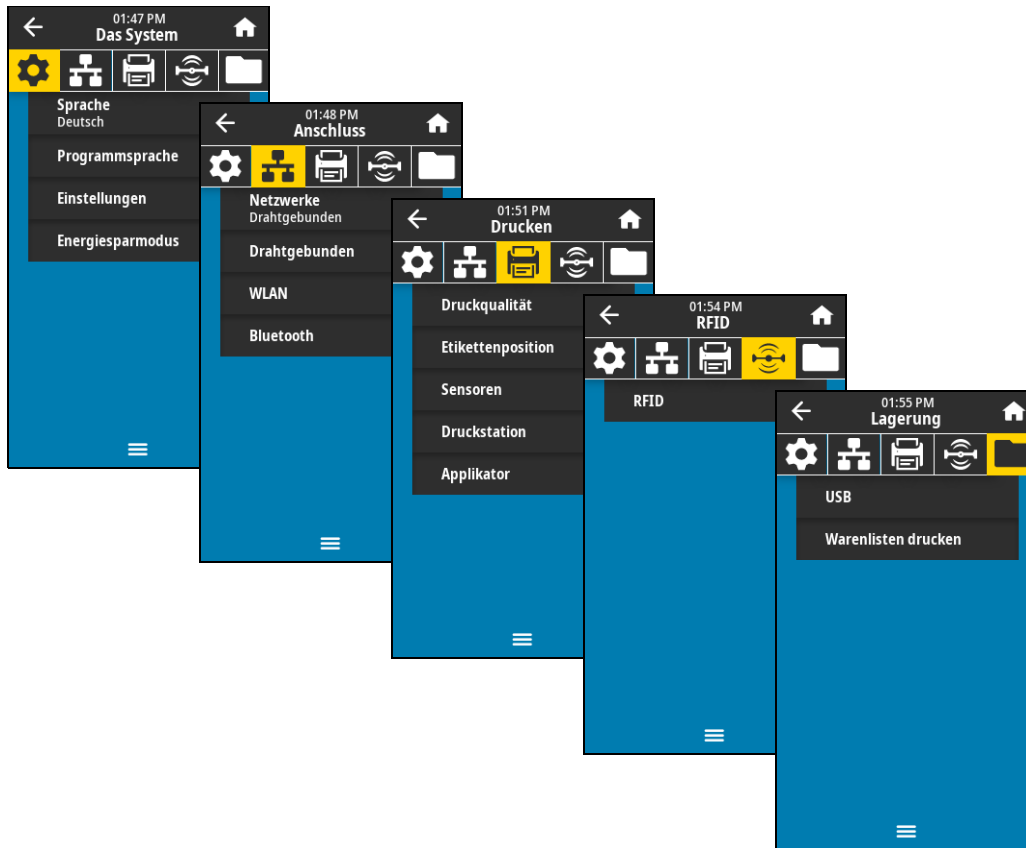 01:47 PM
Das System
Sprache
Deutsch
Programmsprache
Einstellungen
Energiesparmodus
01:48 PM
Anschluss
Netzwerke
Drahtgebunden
Drahtgebunden
WLAN
Bluetooth
01:51 PM
Drucken
Druckqualität
Etikettenposition
Sensoren
Druckstation
Applikator
01:54 PM
RFID
RFID
01:55 PM
Lagerung
USB
Warenlisten drucken